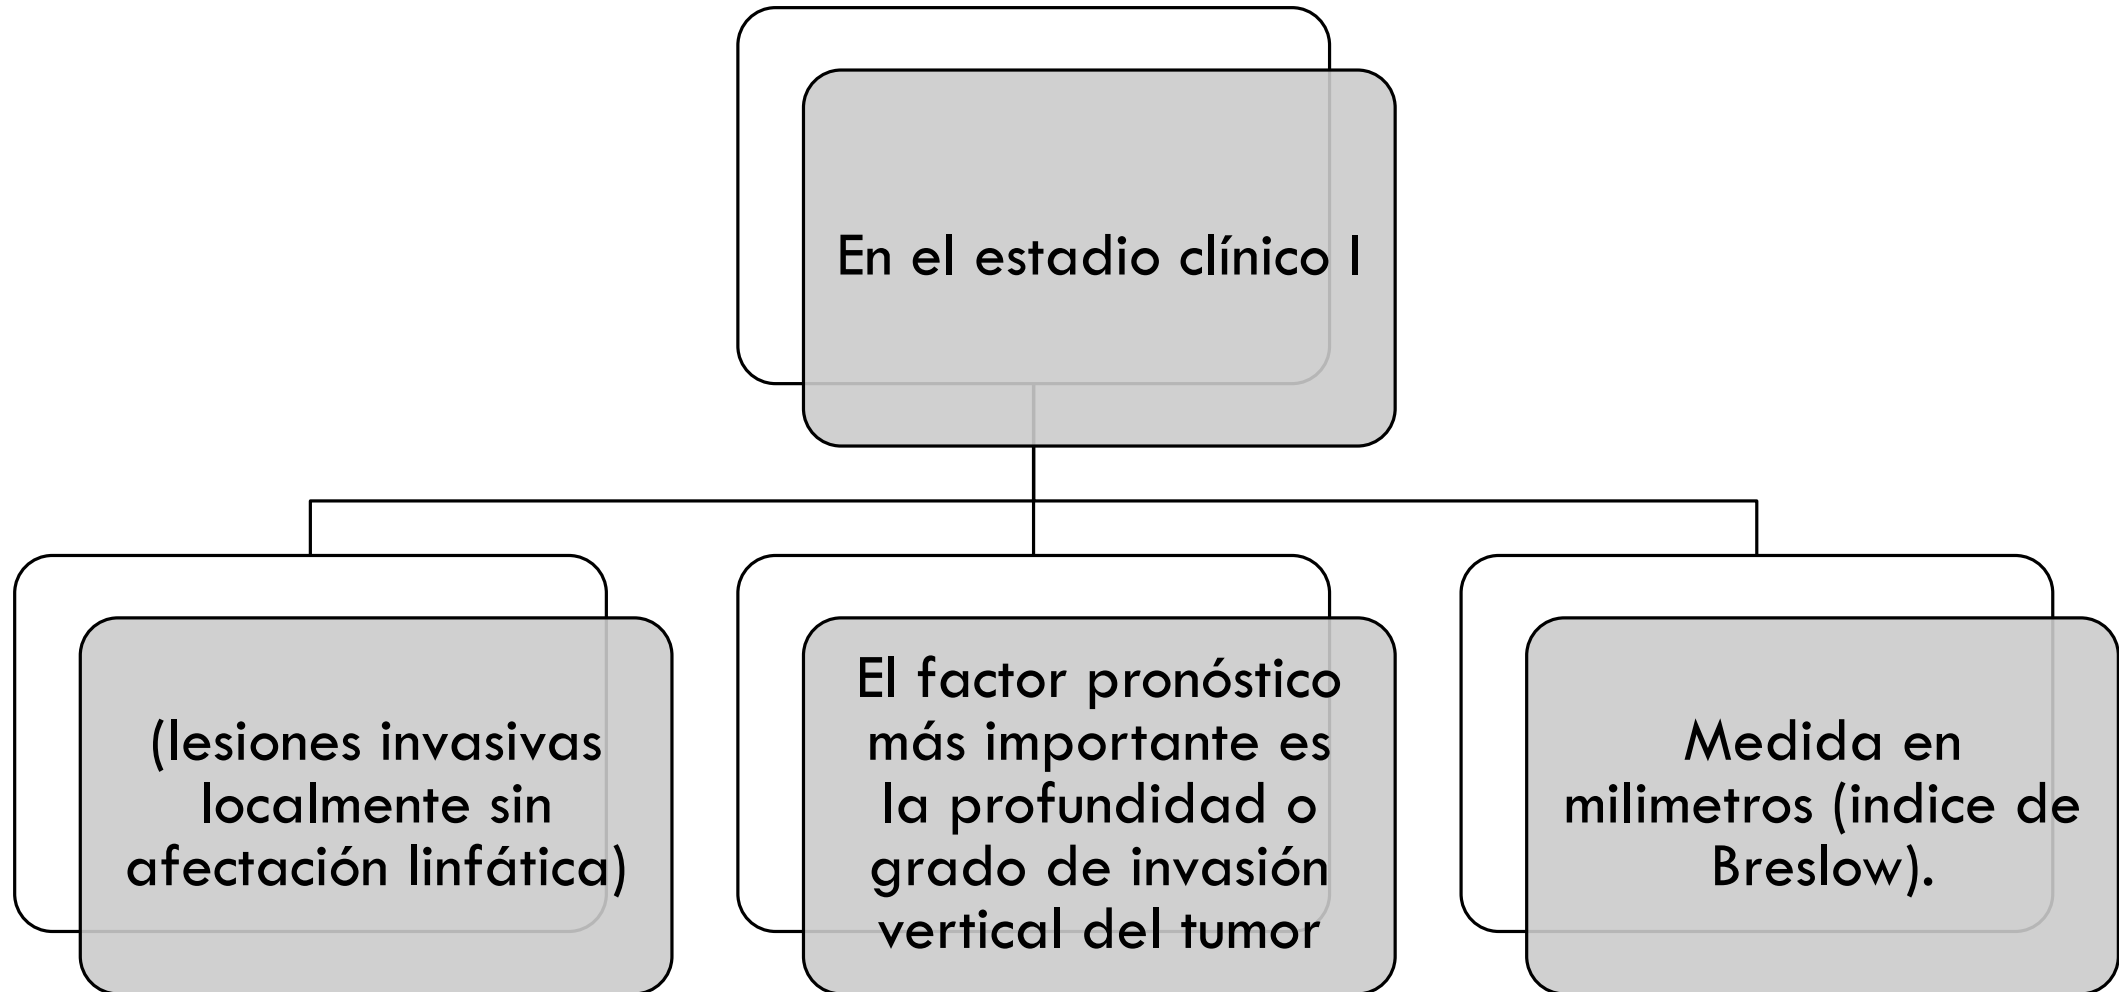 En el estadio clínico I
(lesiones invasivas
localmente sin
afectación linfática)
El factor pronóstico
más importante es
la profundidad o
grado de invasión
vertical del tumor
Medida en
milimetros (indice de
Breslow).